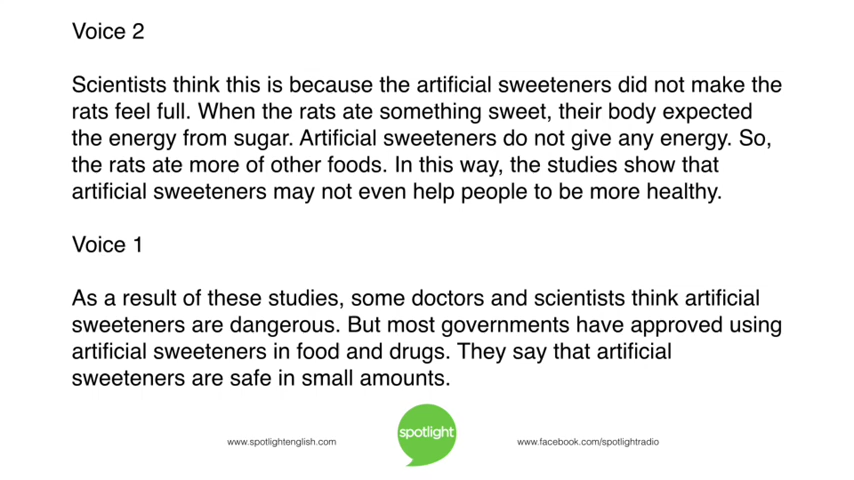 Voice 2
Scientists think this is because the artificial sweeteners did not make the
rats feel full. When the rats ate something sweet, their body expected
the energy from sugar. Artificial sweeteners do not give any energy. So,
the rats ate more of other foods. In this way, the studies show that
artificial sweeteners may not even help people to be more healthy.
Voice 1
As a result of these studies, some doctors and scientists think artificial
sweeteners are dangerous. But most governments have approved using
artificial sweeteners in food and drugs. They say that artificial
sweeteners are safe in small amounts.
www.spotlightenglish.com
spotlight
www.facebook.com/spotlightradio